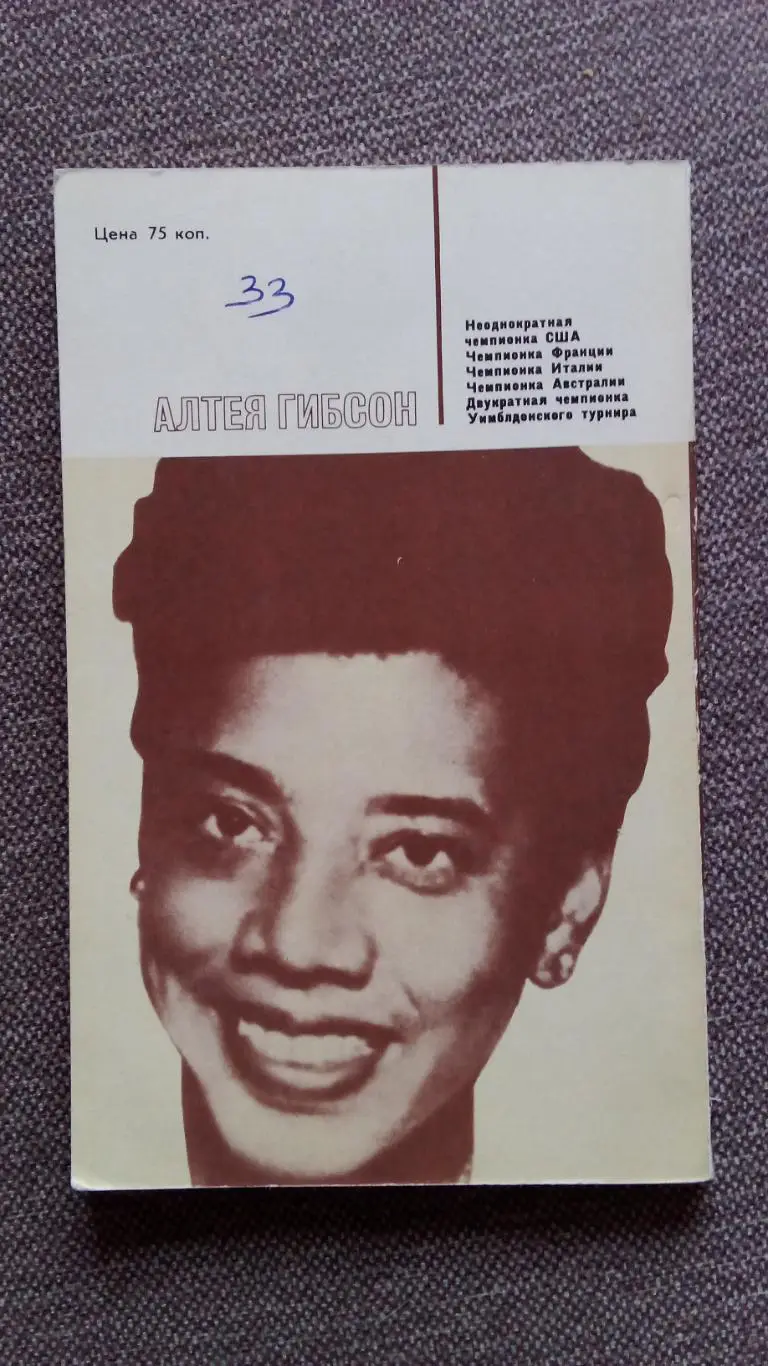 Цена 75 коп.
33
АЛТЕЯ ГИБСОН
Неоднократная
чемпионка США
Чемпионка Франции
Чемпионка Италии
Чемпионка Австралии
Двукратная чемпионка
Уимблдонского турнира